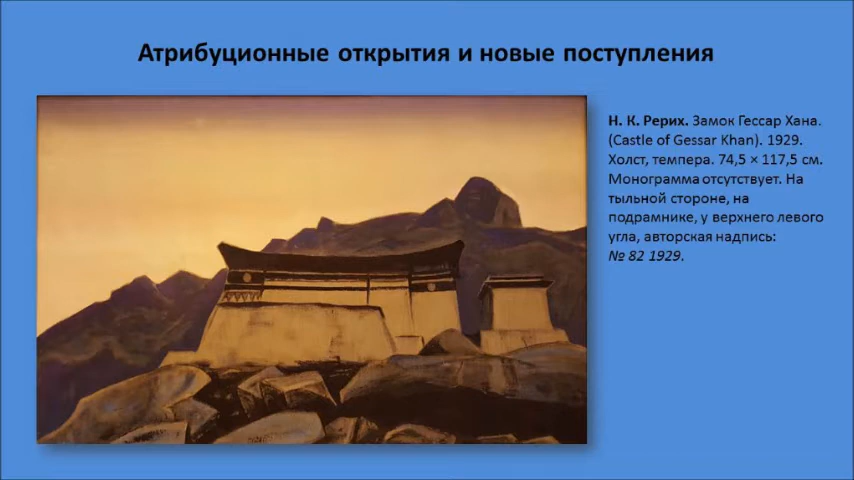 Атрибуционные открытия и новые поступления
Н. К. Рерих. Замок Гессар Хана.
(Castle of Gessar Khan). 1929.
Холст, темпера. 74,5 × 117,5 см.
Монограмма отсутствует. На
тыльной стороне, на
подрамнике, у верхнего левого
угла, авторская надпись:
№ 82 1929.